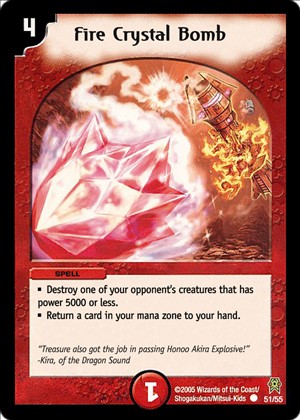 4
Fire Crystal Bomb
SPELL
▪ Destroy one of your opponent's creatures that has
power 5000 or less.
▪ Return a card in your mana zone to your hand.
"Treasure also got the job in passing Honoo Akira Explosive!"
-Kira, of the Dragon Sound
1
©2005 Wizards of the Coast/
Shogakukan/Mitsui-Kids
51/55